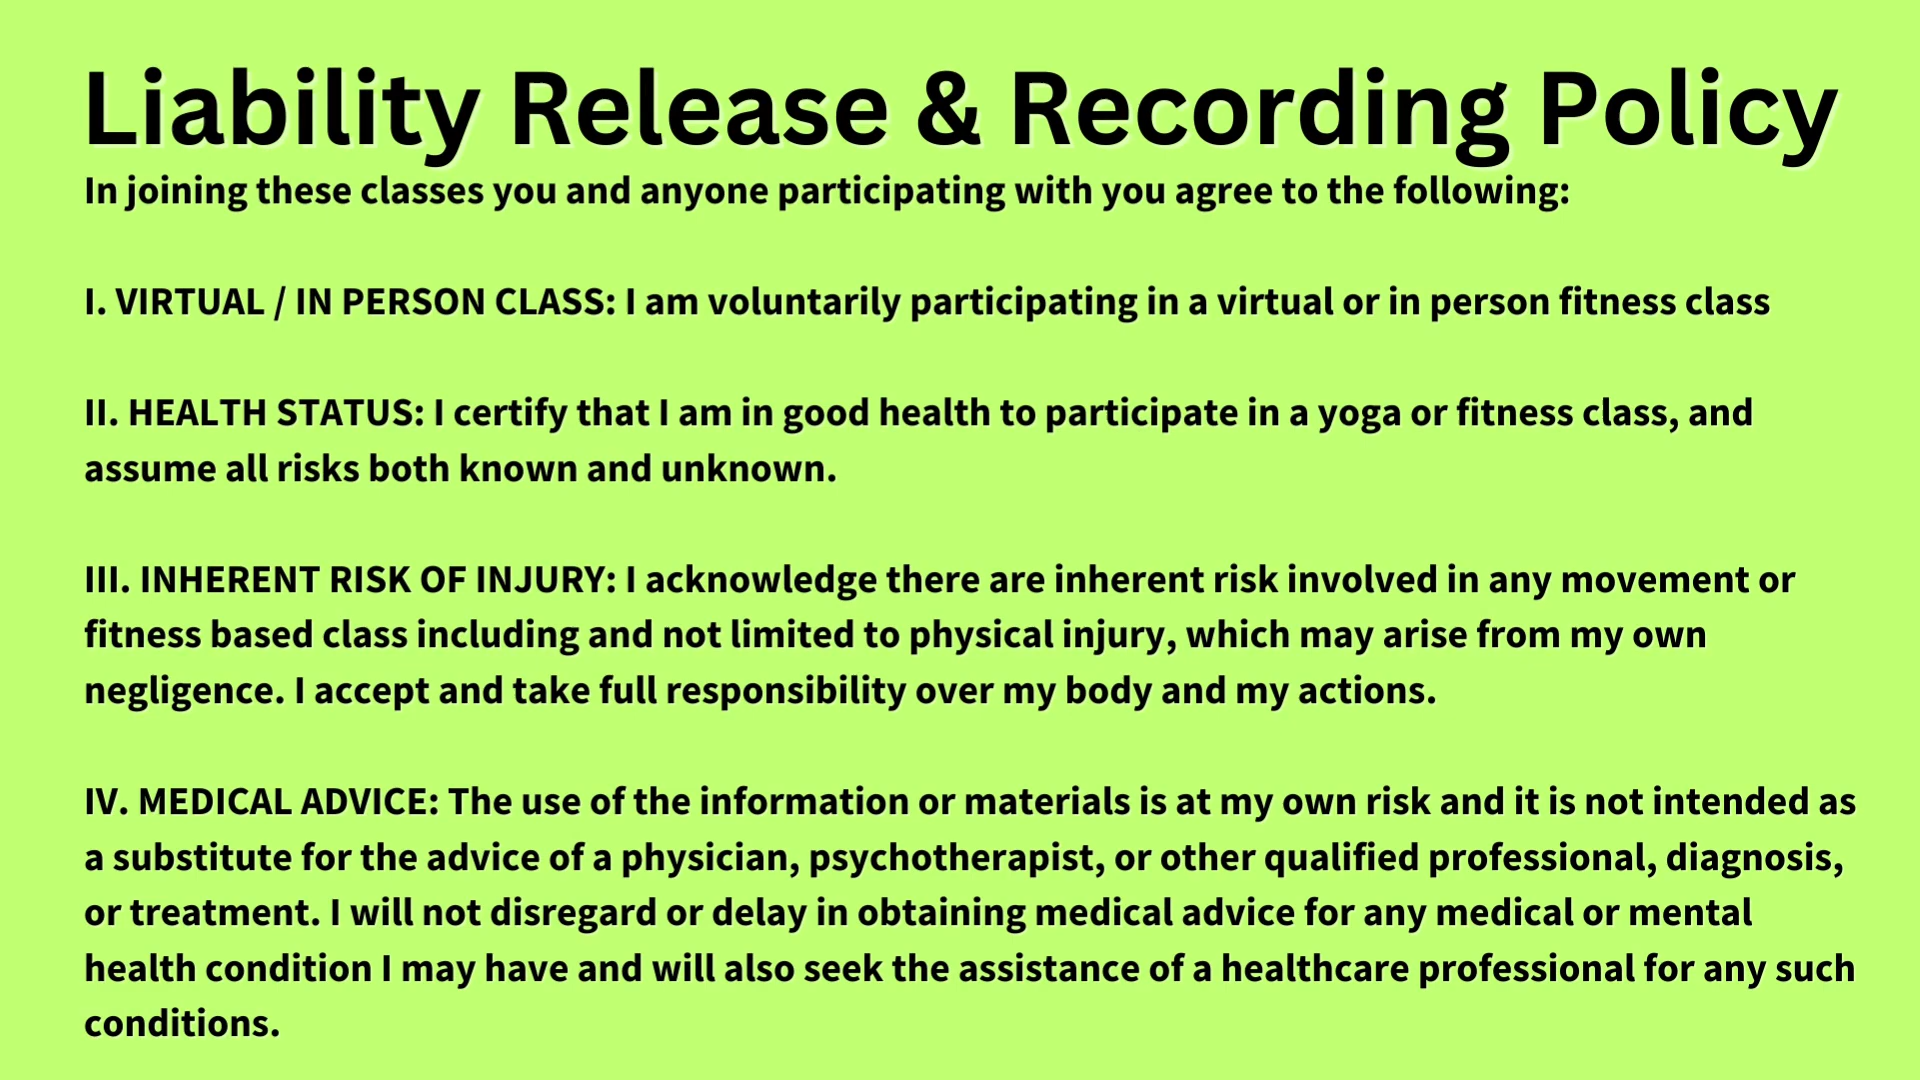 Liability Release & Recording Policy
In joining these classes you and anyone participating with you agree to the following:
I. VIRTUAL / IN PERSON CLASS: I am voluntarily participating in a virtual or in person fitness class
II. HEALTH STATUS: I certify that I am in good health to participate in a yoga or fitness class, and
assume all risks both known and unknown.
III. INHERENT RISK OF INJURY: I acknowledge there are inherent risk involved in any movement or
fitness based class including and not limited to physical injury, which may arise from my own
negligence. I accept and take full responsibility over my body and my actions.
IV. MEDICAL ADVICE: The use of the information or materials is at my own risk and it is not intended as
a substitute for the advice of a physician, psychotherapist, or other qualified professional, diagnosis,
or treatment. I will not disregard or delay in obtaining medical advice for any medical or mental
health condition I may have and will also seek the assistance of a healthcare professional for any such
conditions.